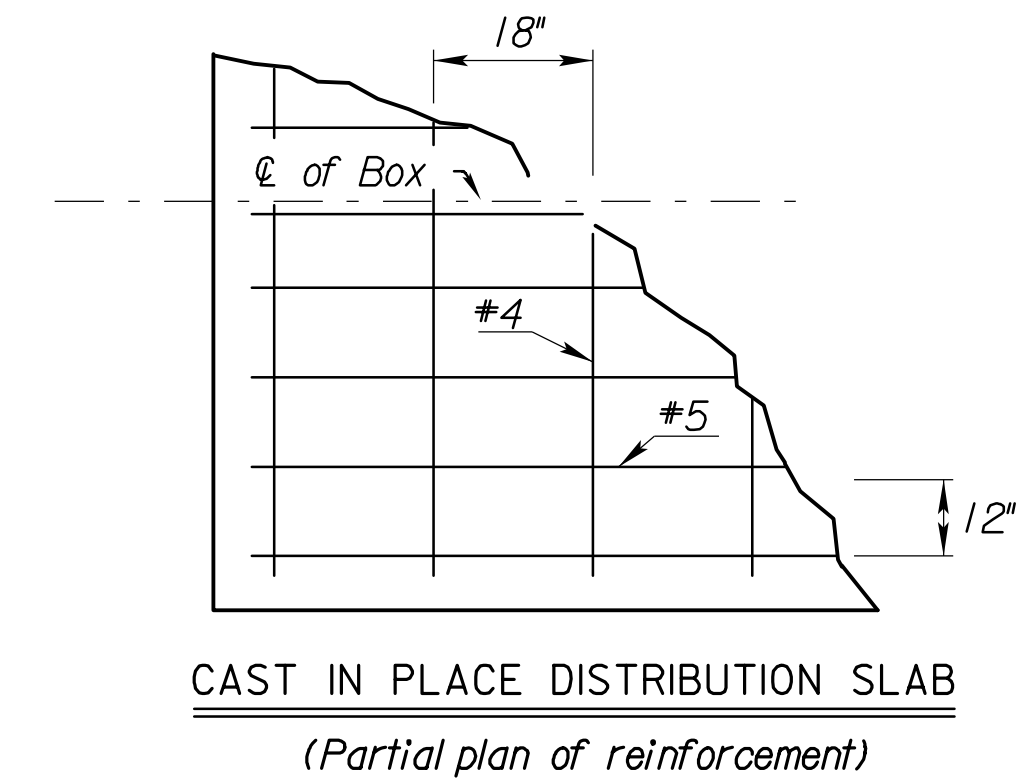 18"
℄ of Box
#4
#5
12"
CAST IN PLACE DISTRIBUTION SLAB
(Partial plan of reinforcement)